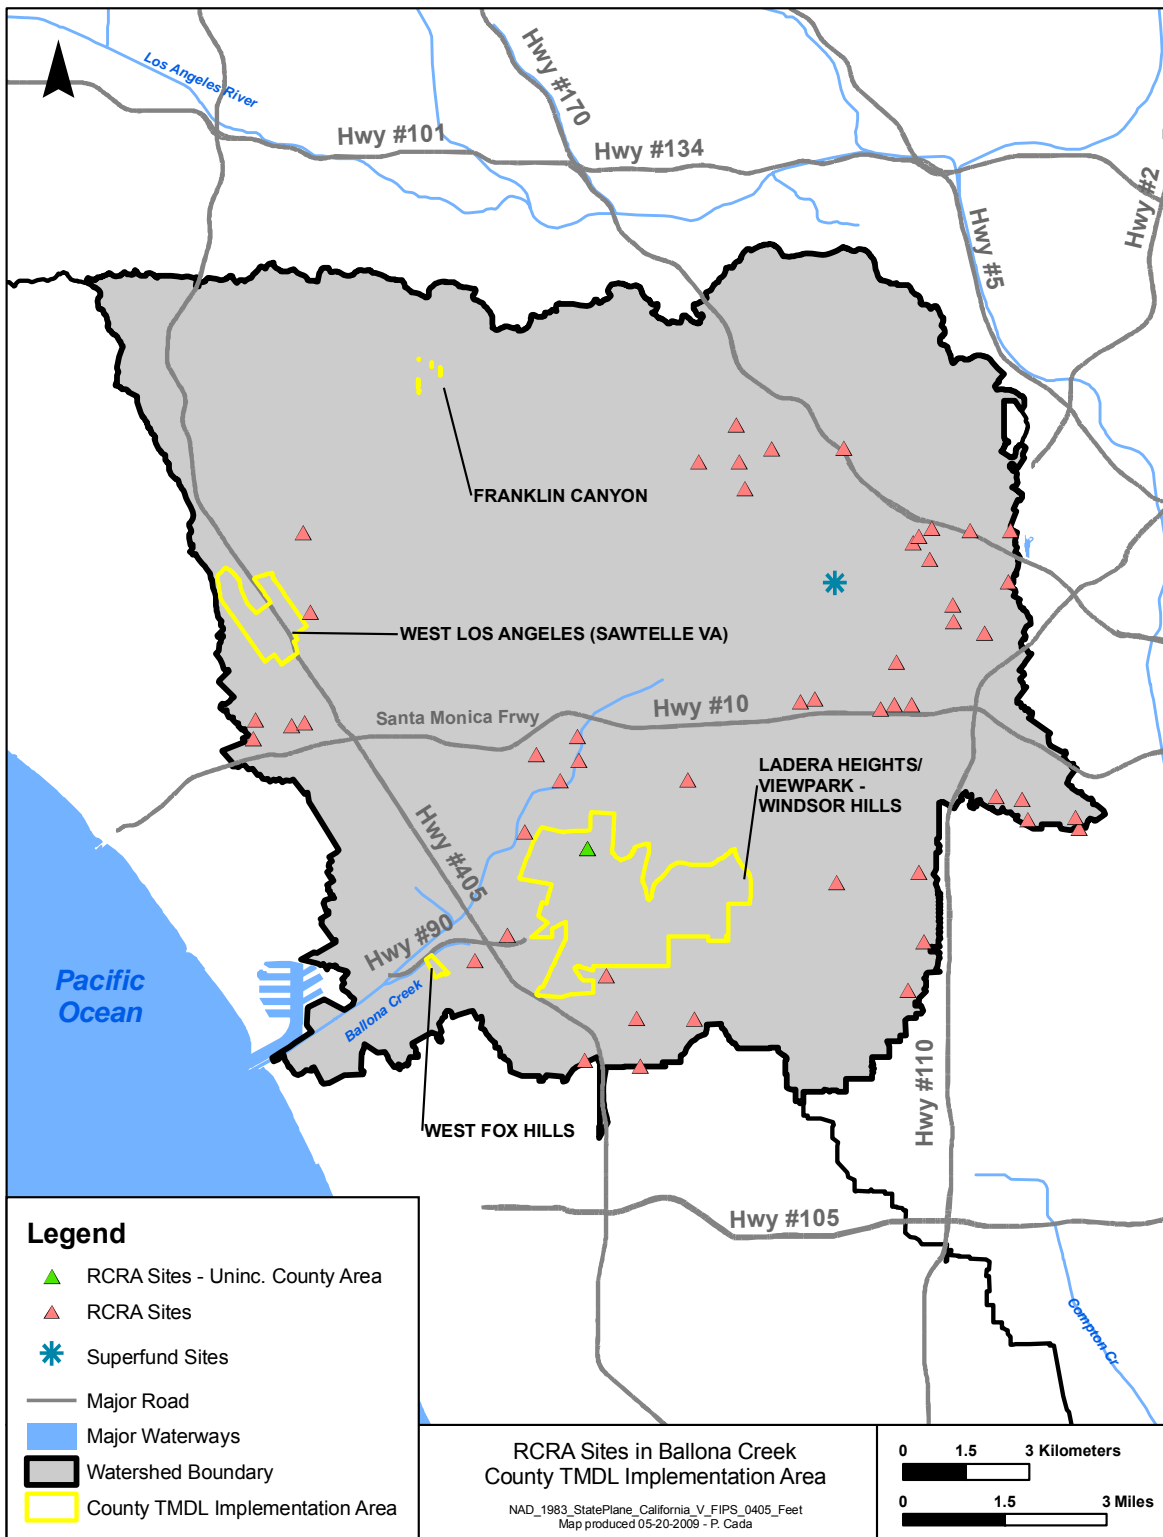 Los Angeles River
Hwy #170
Hwy #101
Hwy #134
Hwy #2
Hwy #5
FRANKLIN CANYON
WEST LOS ANGELES (SAWTELLE VA)
Hwy #10
Santa Monica Frwy
LADERA HEIGHTS/
VIEWPARK -
WINDSOR HILLS
Hwy #405
Hwy #90
Pacific
Ocean
Ballona Creek
Hwy #110
WEST FOX HILLS
Hwy #105
Compton Cr
Legend
RCRA Sites - Uninc. County Area
RCRA Sites
Superfund Sites
Major Road
Major Waterways
Watershed Boundary
County TMDL Implementation Area
RCRA Sites in Ballona Creek
County TMDL Implementation Area
NAD_1983_StatePlane_California_V_FIPS_0405_Feet
Map produced 05-20-2009 - P. Cada
0 1.5 3 Kilometers
0 1.5 3 Miles